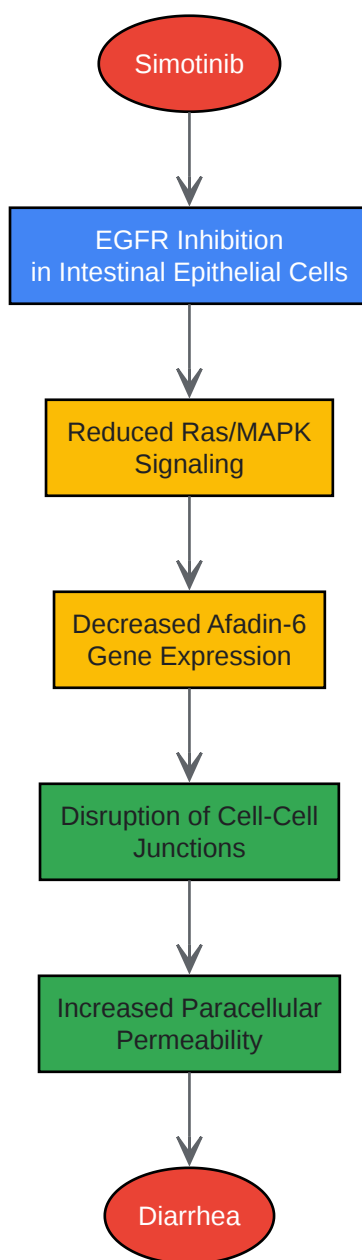 Simotinib
EGFR Inhibition
in Intestinal Epithelial Cells
Reduced Ras/MAPK
Signaling
Decreased Afadin-6
Gene Expression
Disruption of Cell-Cell
Junctions
Increased Paracellular
Permeability
Diarrhea